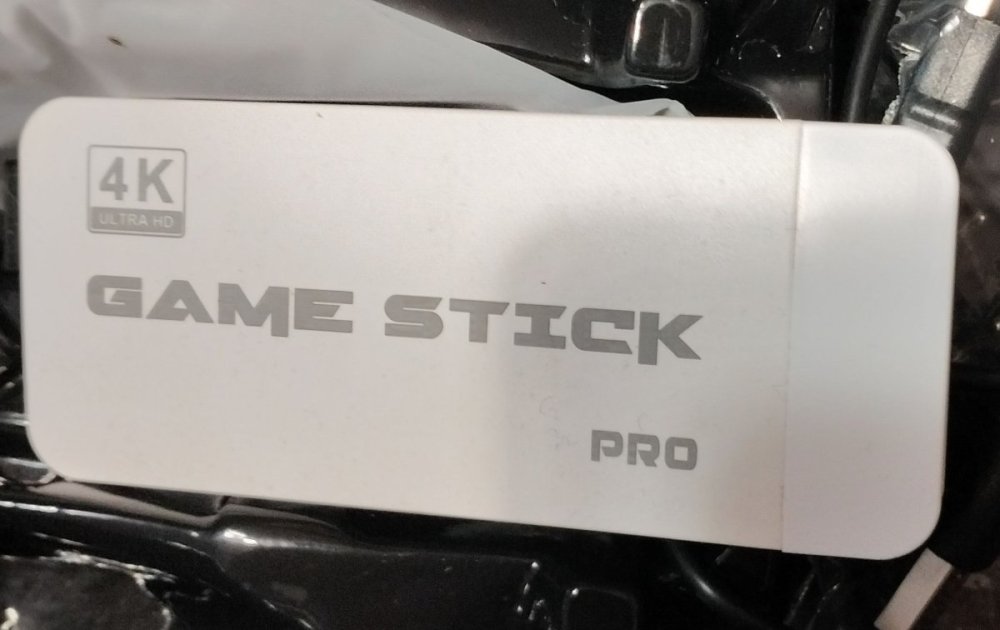 4K
ULTRA HD
GAME STICK
PRO